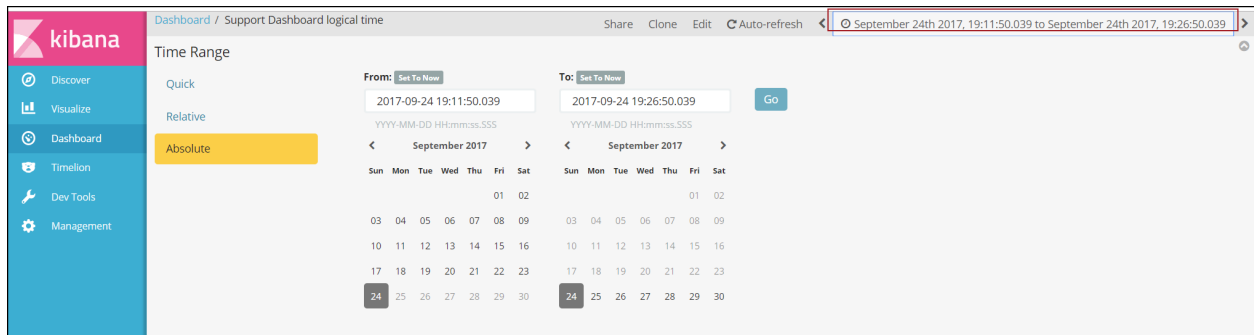 kibana
Discover
Visualize
Dashboard
Timelion
Dev Tools
Management
Dashboard / Support Dashboard logical time
Share Clone Edit Auto-refresh September 24th 2017, 19:11:50.039 to September 24th 2017, 19:26:50.039
Time Range
Quick
Relative
Absolute
From: Set To Now
2017-09-24 19:11:50.039
YYYY-MM-DD HH:mm:ss.SSS
September 2017
Sun Mon Tue Wed Thu Fri Sat
01 02
03 04 05 06 07 08 09
10 11 12 13 14 15 16
17 18 19 20 21 22 23
24 25 26 27 28 29 30
To: Set To Now
2017-09-24 19:26:50.039
YYYY-MM-DD HH:mm:ss.SSS
September 2017
Sun Mon Tue Wed Thu Fri Sat
01 02
03 04 05 06 07 08 09
10 11 12 13 14 15 16
17 18 19 20 21 22 23
24 25 26 27 28 29 30
Go